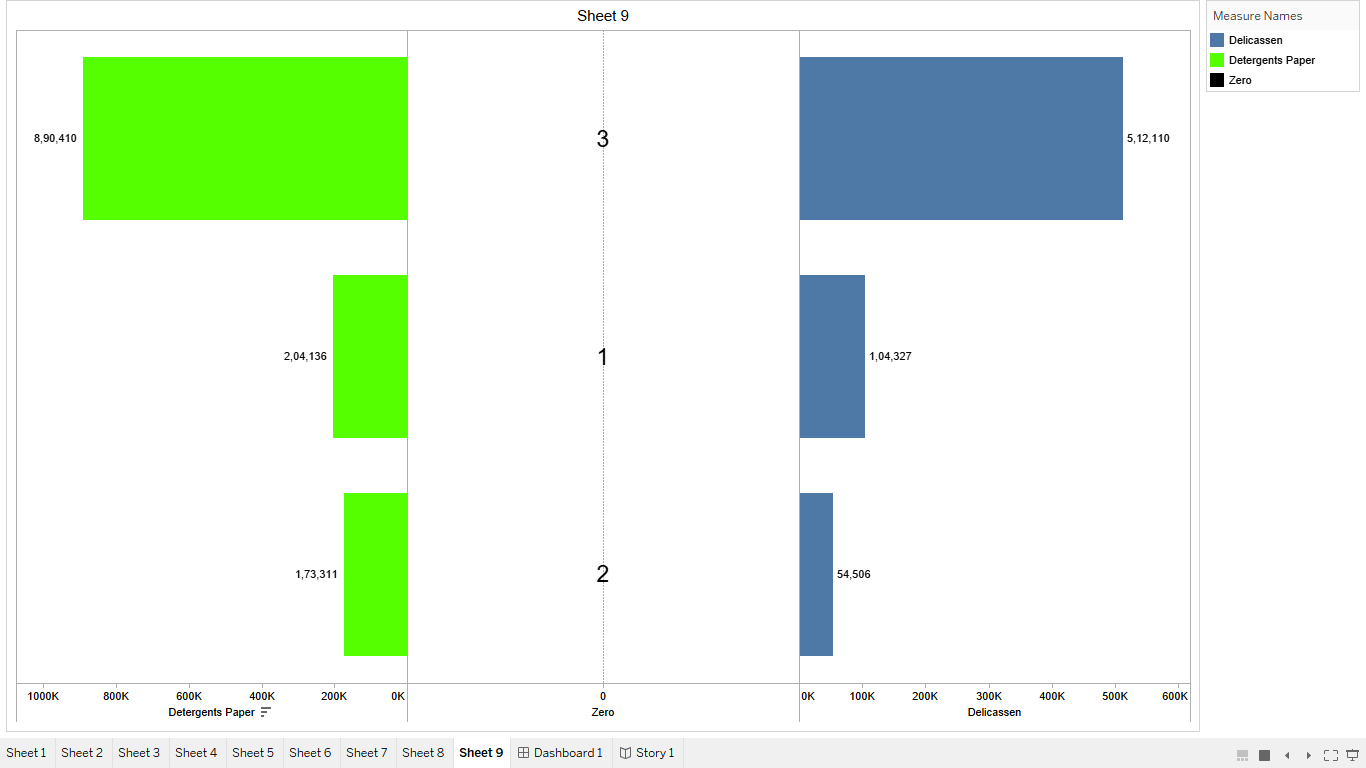 Sheet 9
Measure Names
Delicassen
Detergents Paper
Zero
8,90,410
3
5,12,110
2,04,136
1
1,04,327
1,73,311
2
54,506
1000K 800K 600K 400K 200K 0K
0
0K 100K 200K 300K 400K 500K 600K
Detergents Paper
Zero
Delicassen
Sheet 1 Sheet 2 Sheet 3 Sheet 4 Sheet 5 Sheet 6 Sheet 7 Sheet 8 Sheet 9 Dashboard 1 Story 1